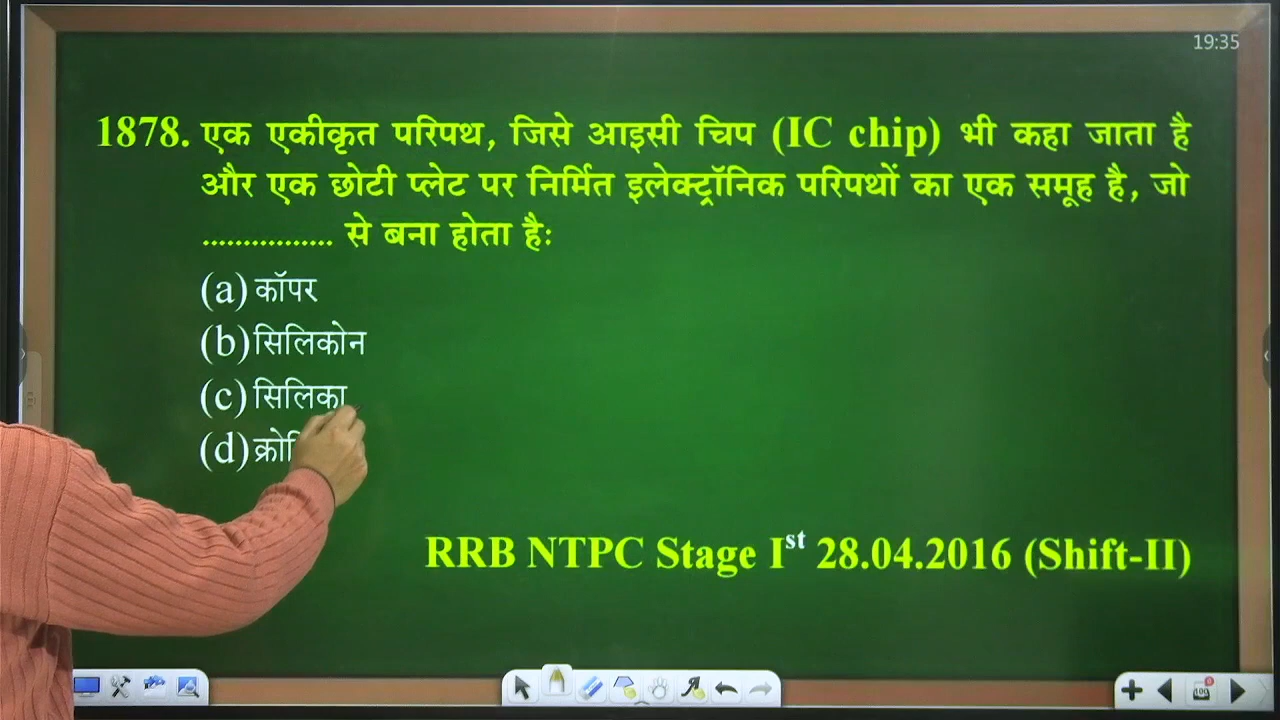 19:35
1878. एक एकीकृत परिपथ, जिसे आइसी चिप (IC chip) भी कहा जाता है
और एक छोटी प्लेट पर निर्मित इलेक्ट्रॉनिक परिपथों का एक समूह है, जो
................. से बना होता हैः
(a) कॉपर
(b) सिलिकोन
(c) सिलिका
(d)
RRB NTPC Stage Ist 28.04.2016 (Shift-II)
100